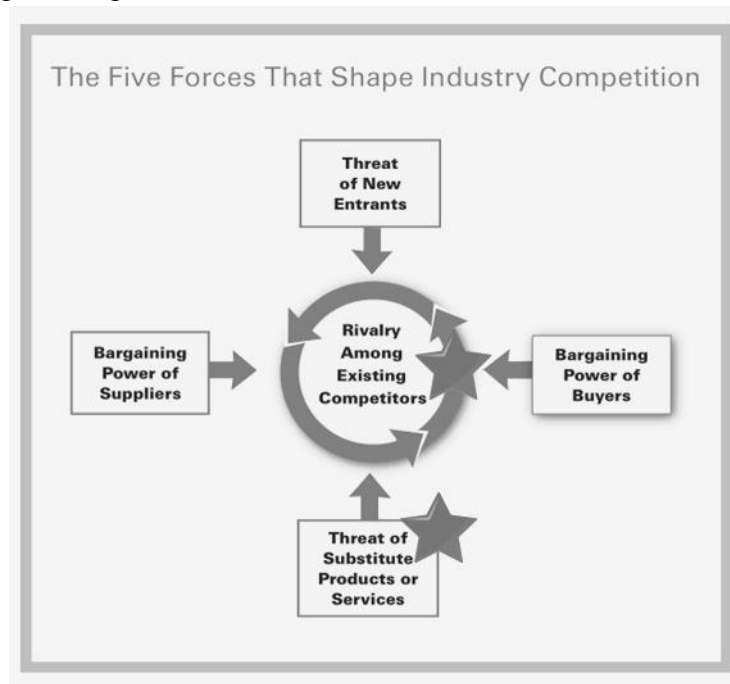 The Five Forces That Shape Industry Competition
Threat
of New
Entrants
Rivalry
Among
Existing
Competitors
Bargaining
Power of
Suppliers
Bargaining
Power of
Buyers
Threat of
Substitute
Products or
Services